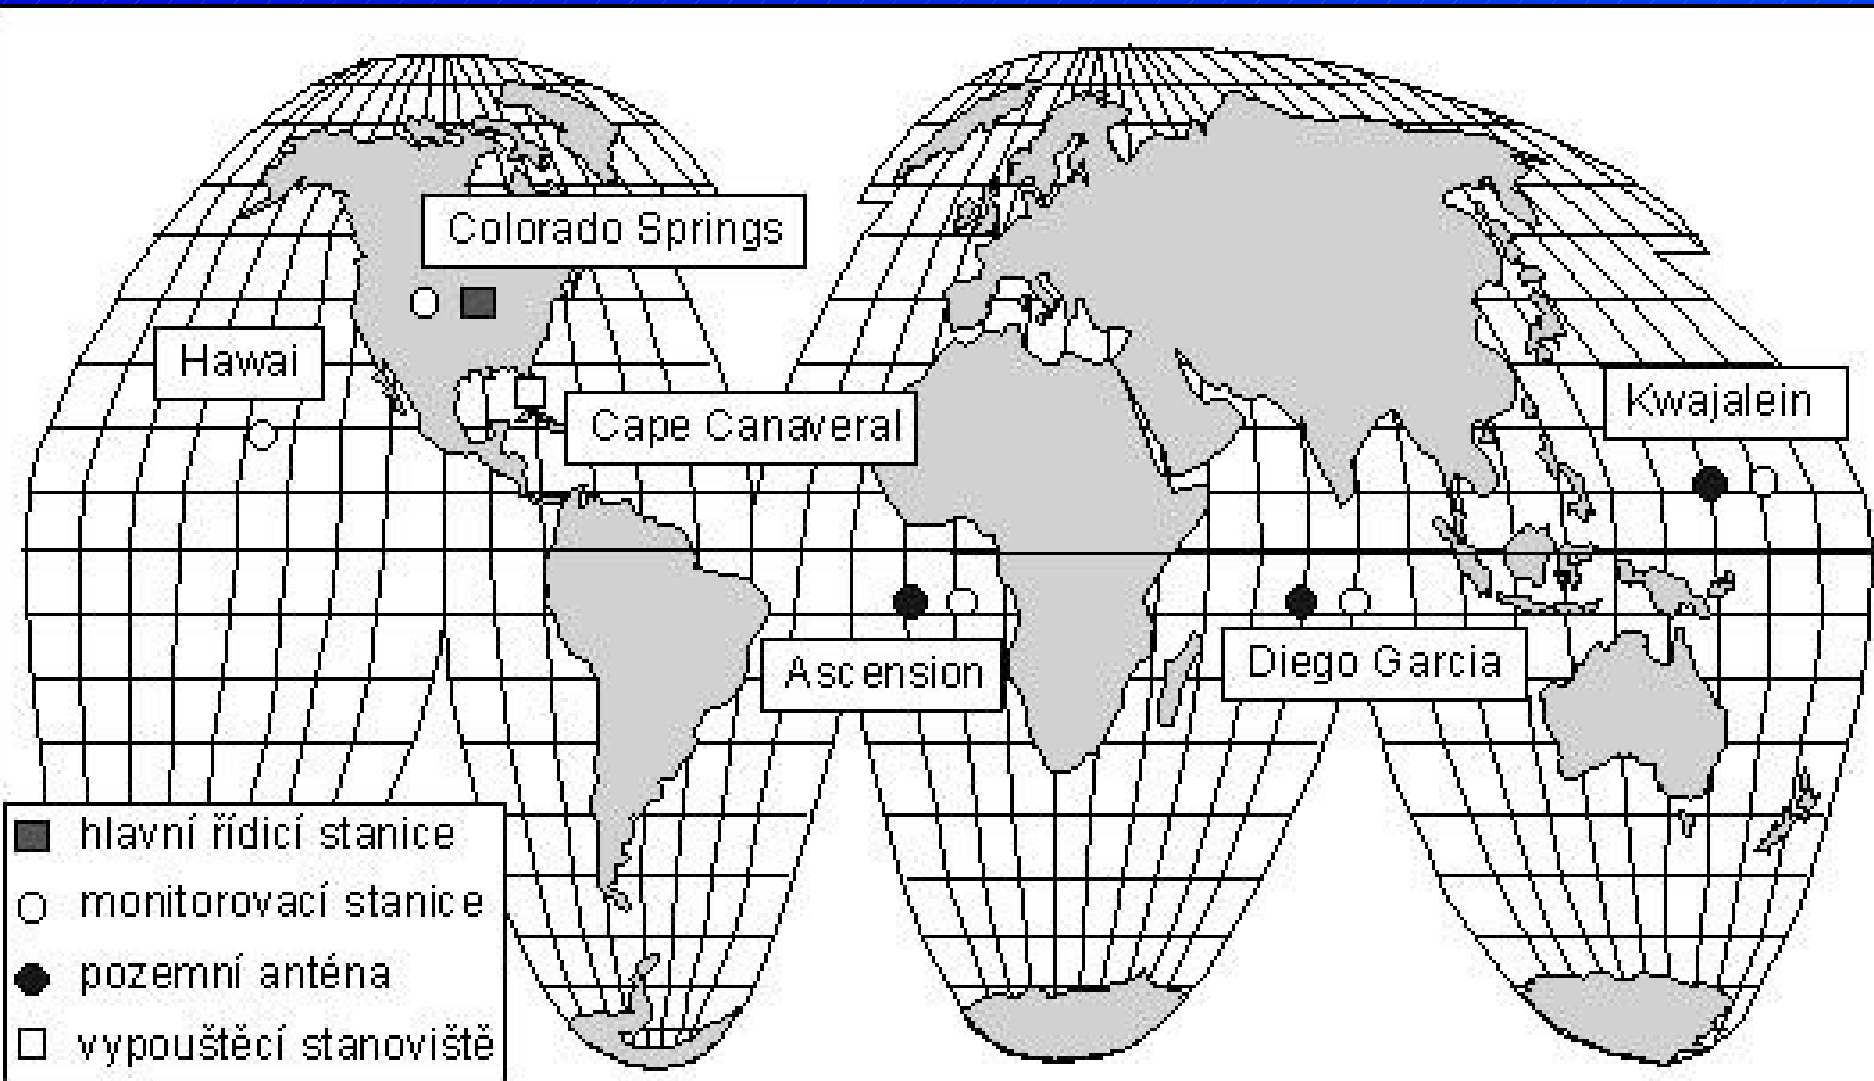 Colorado Springs
Hawai
Cape Canaveral
Kwajalein
Ascension
Diego Garcia
hlavní řídicí stanice
monitorovací stanice
pozemní anténa
vypouštěcí stanoviště